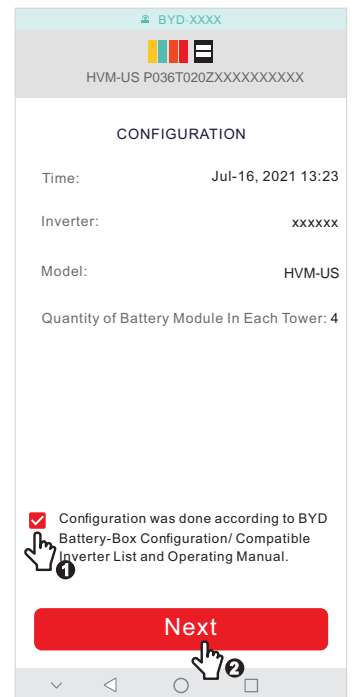 BYD-XXXX
HVM-US P036T020ZXXXXXXXXXX
CONFIGURATION
Time: Jul-16, 2021 13:23
Inverter: xxxxxx
Model: HVM-US
Quantity of Battery Module In Each Tower: 4
Configuration was done according to BYD
Battery-Box Configuration/ Compatible
Inverter List and Operating Manual.
1
Next
2